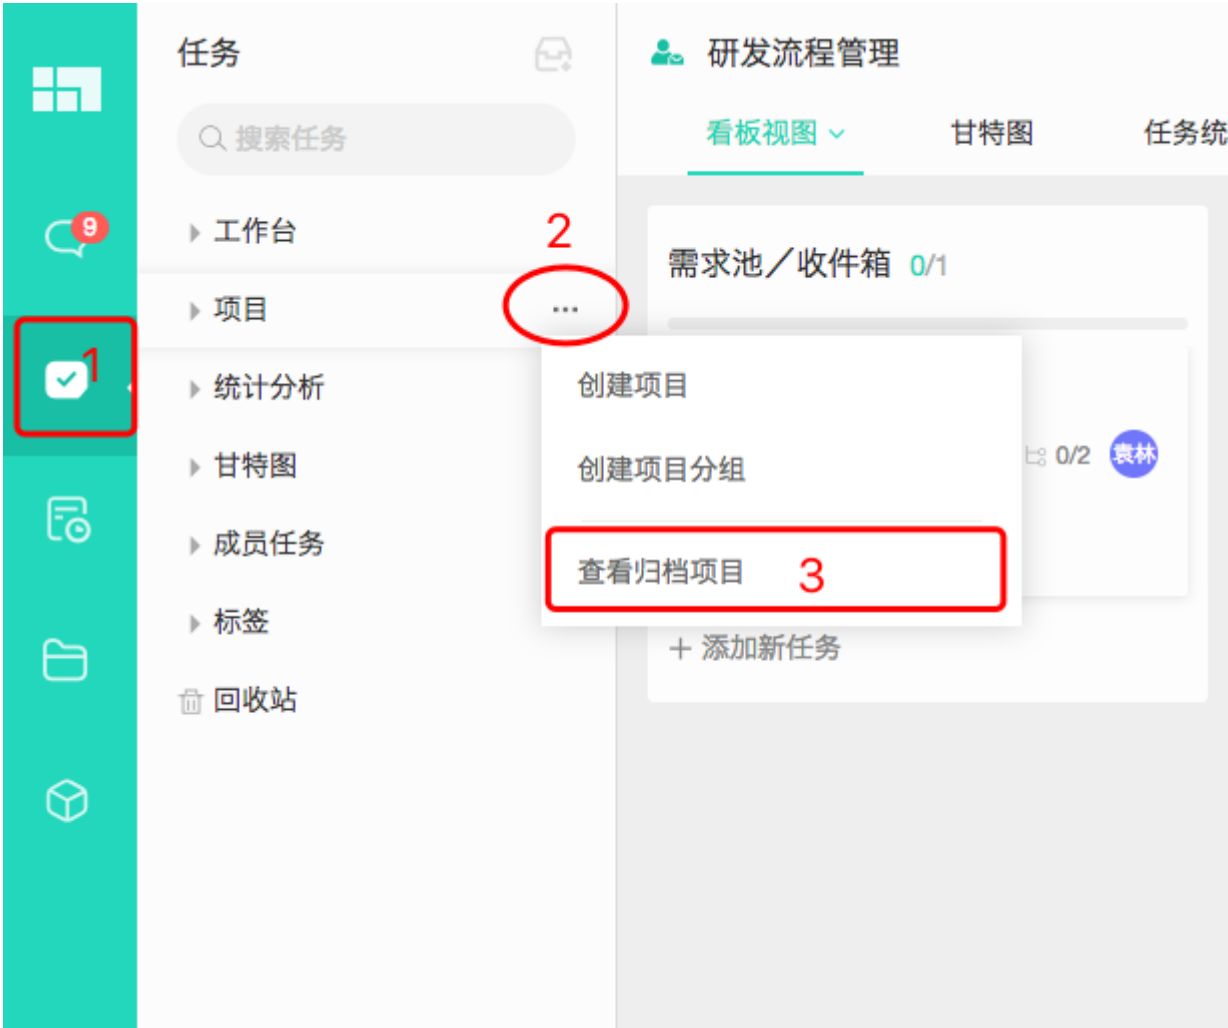 任务
搜索任务
9
1
2
工作台
项目
...
统计分析
甘特图
成员任务
标签
回收站
研发流程管理
看板视图
甘特图
任务统
需求池／收件箱 0/1
创建项目
创建项目分组
查看归档项目 3
0/2 袁林
+ 添加新任务